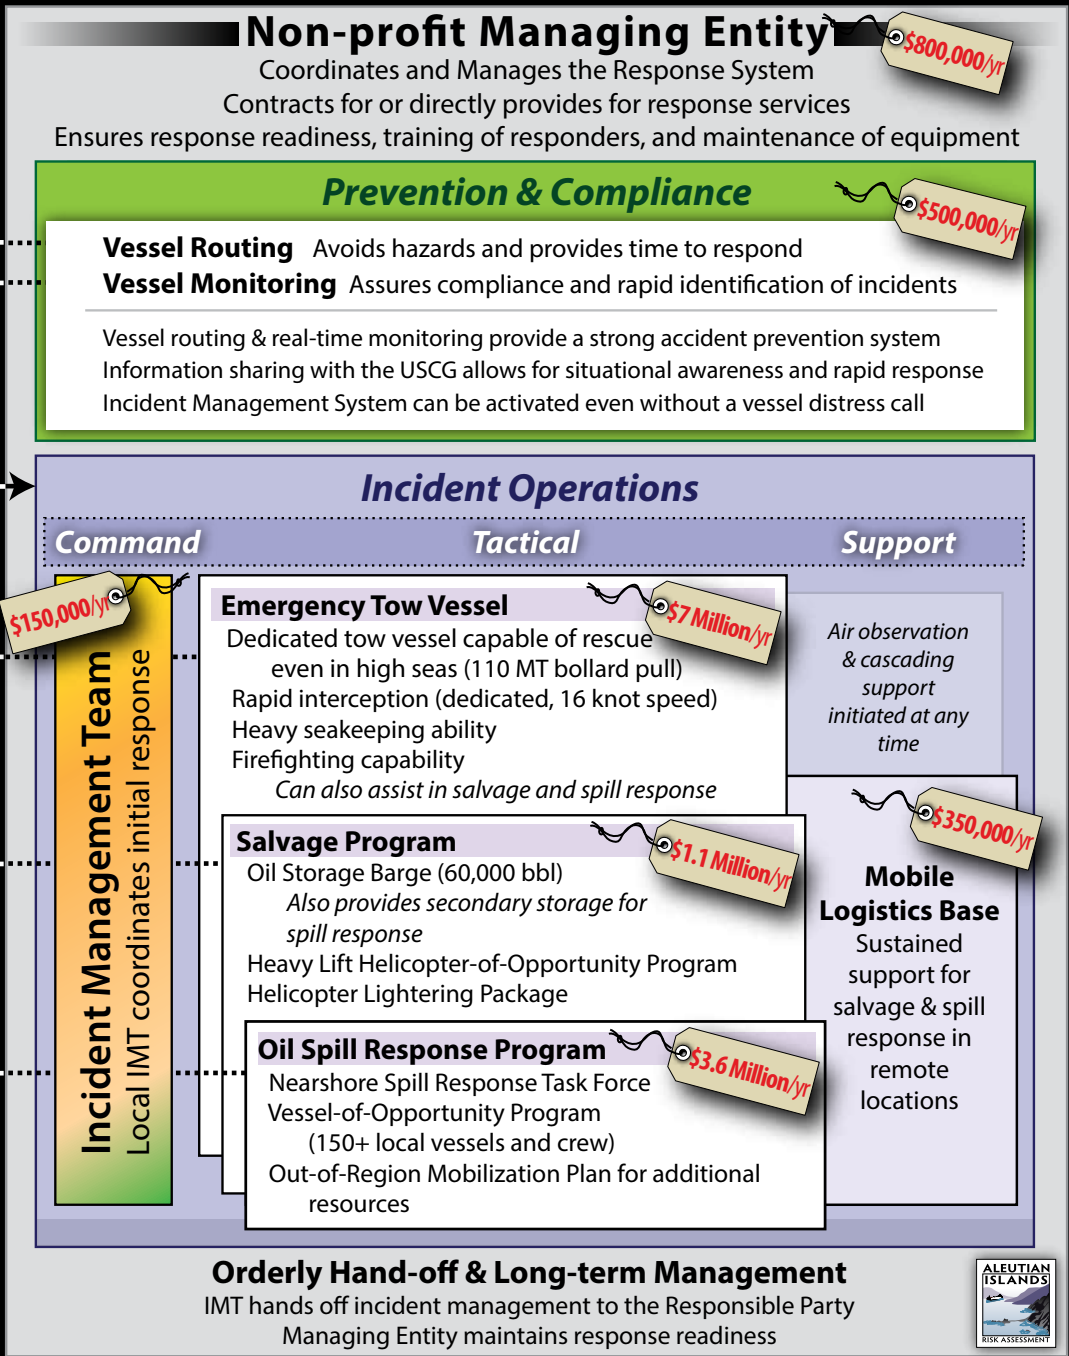 Non-profit Managing Entity
$800,000/yr
Coordinates and Manages the Response System
Contracts for or directly provides for response services
Ensures response readiness, training of responders, and maintenance of equipment
Prevention & Compliance
$500,000/yr
Vessel Routing Avoids hazards and provides time to respond
Vessel Monitoring Assures compliance and rapid identification of incidents
Vessel routing & real-time monitoring provide a strong accident prevention system
Information sharing with the USCG allows for situational awareness and rapid response
Incident Management System can be activated even without a vessel distress call
Incident Operations
Command
Tactical
Support
$150,000/yr
Incident Management Team
Local IMT coordinates initial response
Emergency Tow Vessel
$7 Million/yr
Dedicated tow vessel capable of rescue
even in high seas (110 MT bollard pull)
Rapid interception (dedicated, 16 knot speed)
Heavy seakeeping ability
Firefighting capability
Can also assist in salvage and spill response
Salvage Program
$1.1 Million/yr
Oil Storage Barge (60,000 bbl)
Also provides secondary storage for
spill response
Heavy Lift Helicopter-of-Opportunity Program
Helicopter Lightering Package
Oil Spill Response Program
$3.6 Million/yr
Nearshore Spill Response Task Force
Vessel-of-Opportunity Program
(150+ local vessels and crew)
Out-of-Region Mobilization Plan for additional
resources
Air observation
& cascading
support
initiated at any
time
$350,000/yr
Mobile
Logistics Base
Sustained
support for
salvage & spill
response in
remote
locations
Orderly Hand-off & Long-term Management
IMT hands off incident management to the Responsible Party
Managing Entity maintains response readiness
ALEUTIAN
ISLANDS
RISK ASSESSMENT